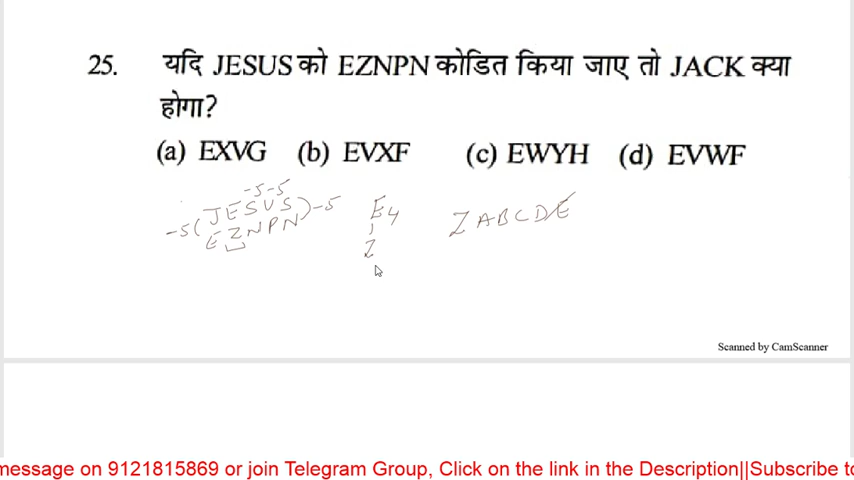 25. यदि JESUS को EZNPN कोडित किया जाए तो JACK क्या
होगा?
(a) EXVG (b) EVXF (c) EWYH (d) EVWF
-5-5
-5( JESUS )-5
EZNPN
E4
Z
Z A B C D E
Scanned by CamScanner
message on 9121815869 or join Telegram Group, Click on the link in the Description||Subscribe to